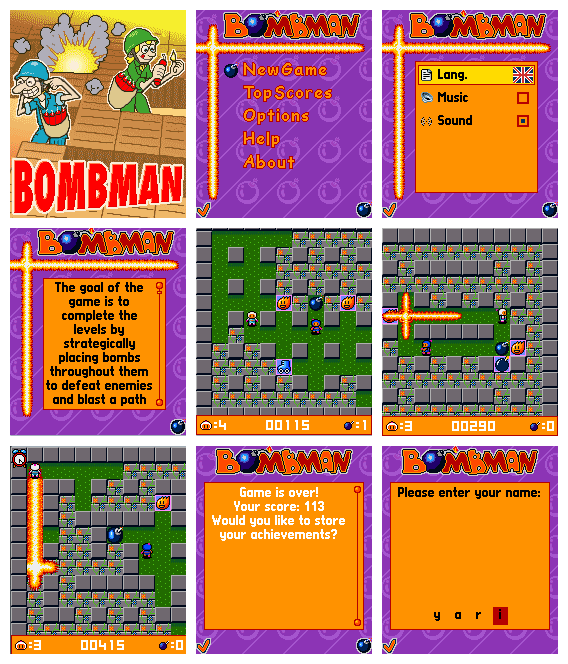 BOMBMAN
BOMBMAN
NewGame
TopScores
Options
Help
About
BOMBMAN
Lang.
Music
Sound
BOMBMAN
The goal of the
game is to
complete the
levels by
strategically
placing bombs
throughout them
to defeat enemies
and blast a path
:4 00115 :1
:3 00290 :0
:3 00415 :0
BOMBMAN
Game is over!
Your score: 113
Would you like to store
your achievements?
BOMBMAN
Please enter your name:
y a r i